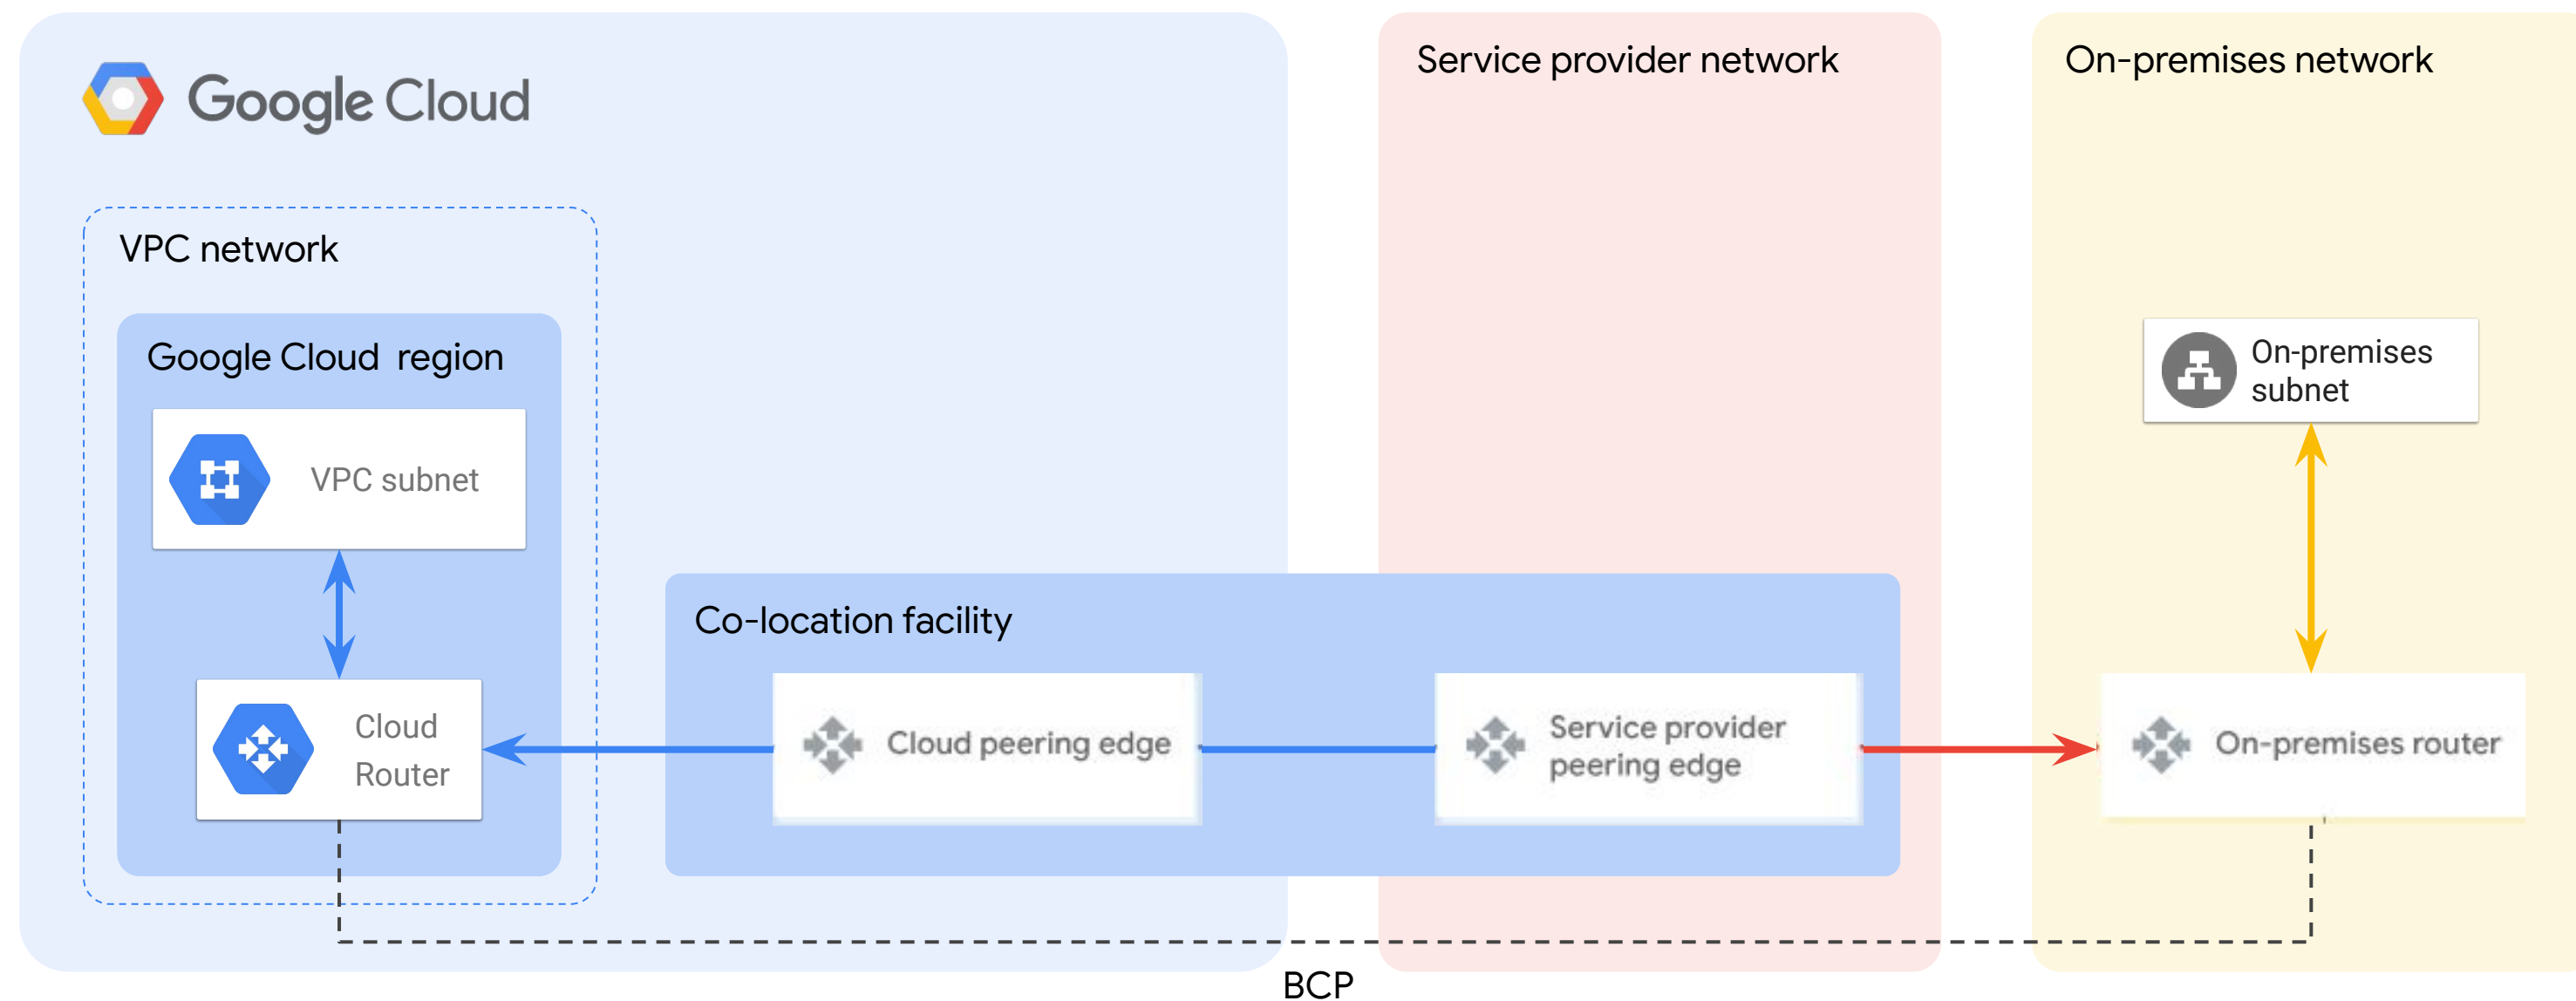 Google Cloud
Service provider network
On-premises network
VPC network
Google Cloud region
On-premises
subnet
VPC subnet
Co-location facility
Cloud
Router
Cloud peering edge
Service provider
peering edge
On-premises router
BCP